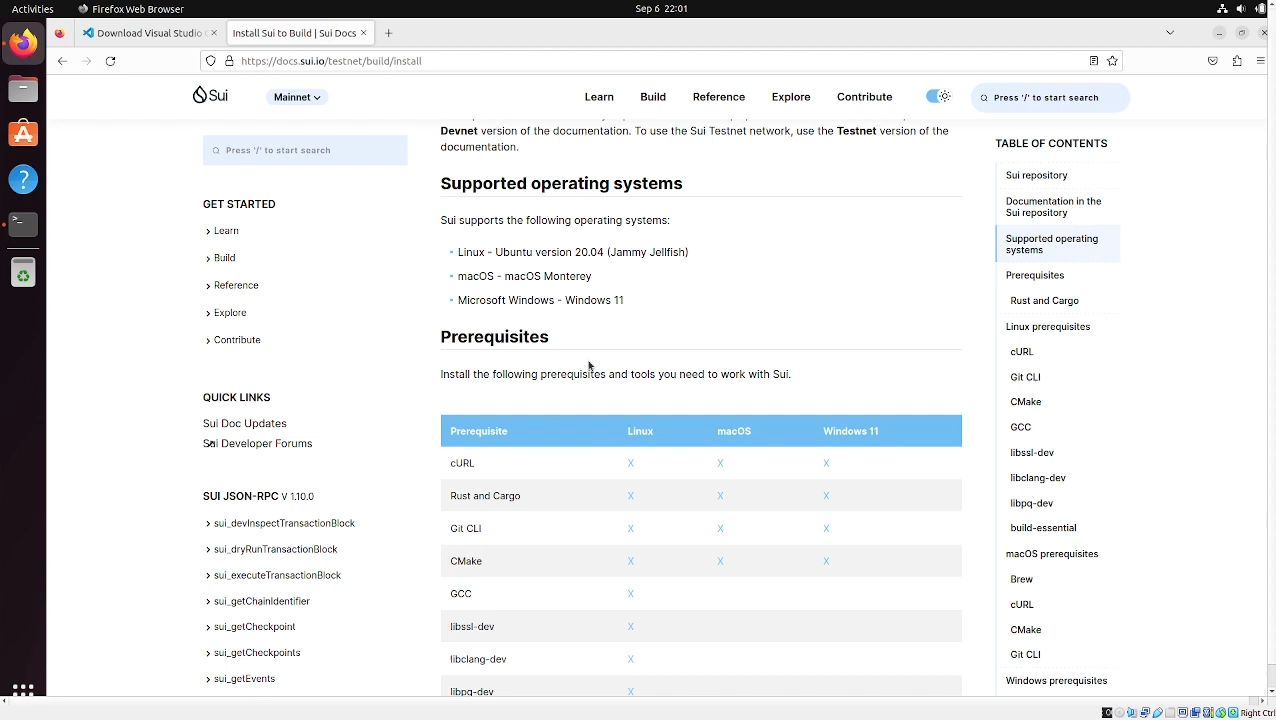 Activities
Firefox Web Browser
Sep 6 22:01
Download Visual Studio
Install Sui to Build | Sui Docs
https://docs.sui.io/testnet/build/install
Sui
Mainnet
Learn
Build
Reference
Explore
Contribute
Press '/' to start search
Devnet version of the documentation. To use the Sui Testnet network, use the Testnet version of the
documentation.
Press '/' to start search
GET STARTED
Learn
Build
Reference
Explore
Contribute
QUICK LINKS
Sui Doc Updates
Sui Developer Forums
SUI JSON-RPC V 1.10.0
sui_devInspectTransactionBlock
sui_dryRunTransactionBlock
sui_executeTransactionBlock
sui_getChainIdentifier
sui_getCheckpoint
sui_getCheckpoints
sui_getEvents
Supported operating systems
Sui supports the following operating systems:
Linux - Ubuntu version 20.04 (Jammy Jellfish)
macOS - macOS Monterey
Microsoft Windows - Windows 11
Prerequisites
Install the following prerequisites and tools you need to work with Sui.
Prerequisite Linux macOS Windows 11
cURL X X X
Rust and Cargo X X X
Git CLI X X X
CMake X X X
GCC X
libssl-dev X
libclang-dev X
libpq-dev X
TABLE OF CONTENTS
Sui repository
Documentation in the
Sui repository
Supported operating
systems
Prerequisites
Rust and Cargo
Linux prerequisites
cURL
Git CLI
CMake
GCC
libssl-dev
libclang-dev
libpq-dev
build-essential
macOS prerequisites
Brew
cURL
CMake
Git CLI
Windows prerequisites
Right Ctrl